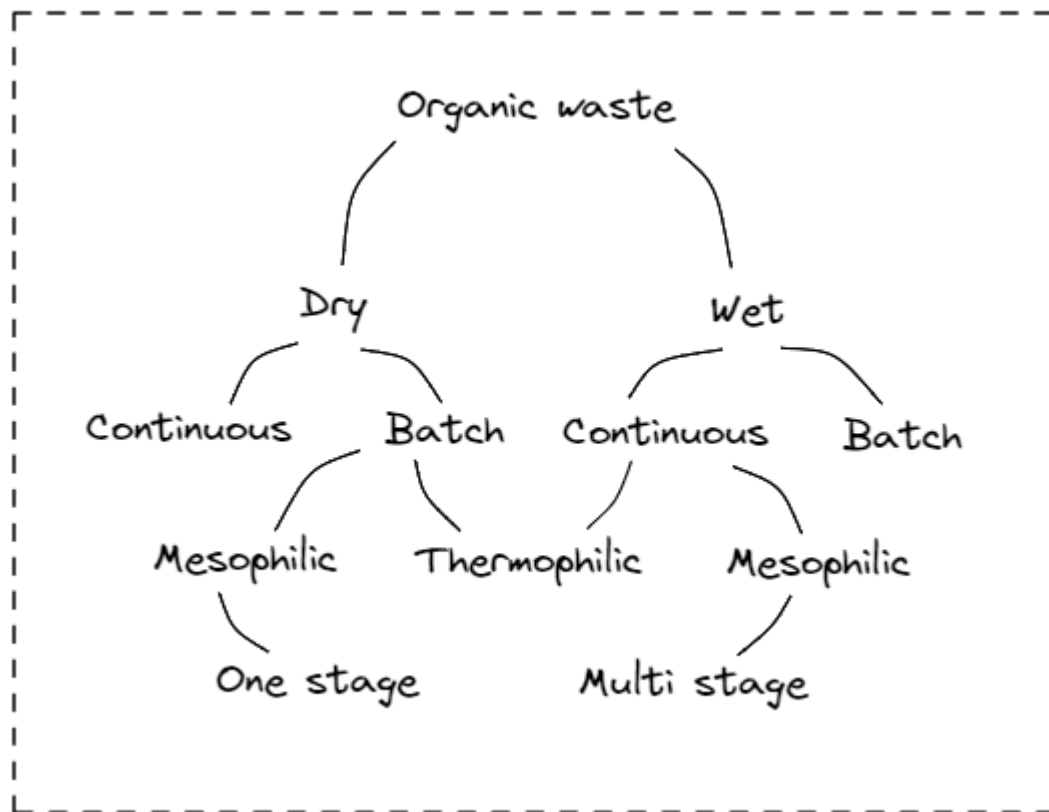 Organic waste
Dry
Wet
Continuous
Batch
Continuous
Batch
Mesophilic
Thermophilic
Mesophilic
One stage
Multi stage